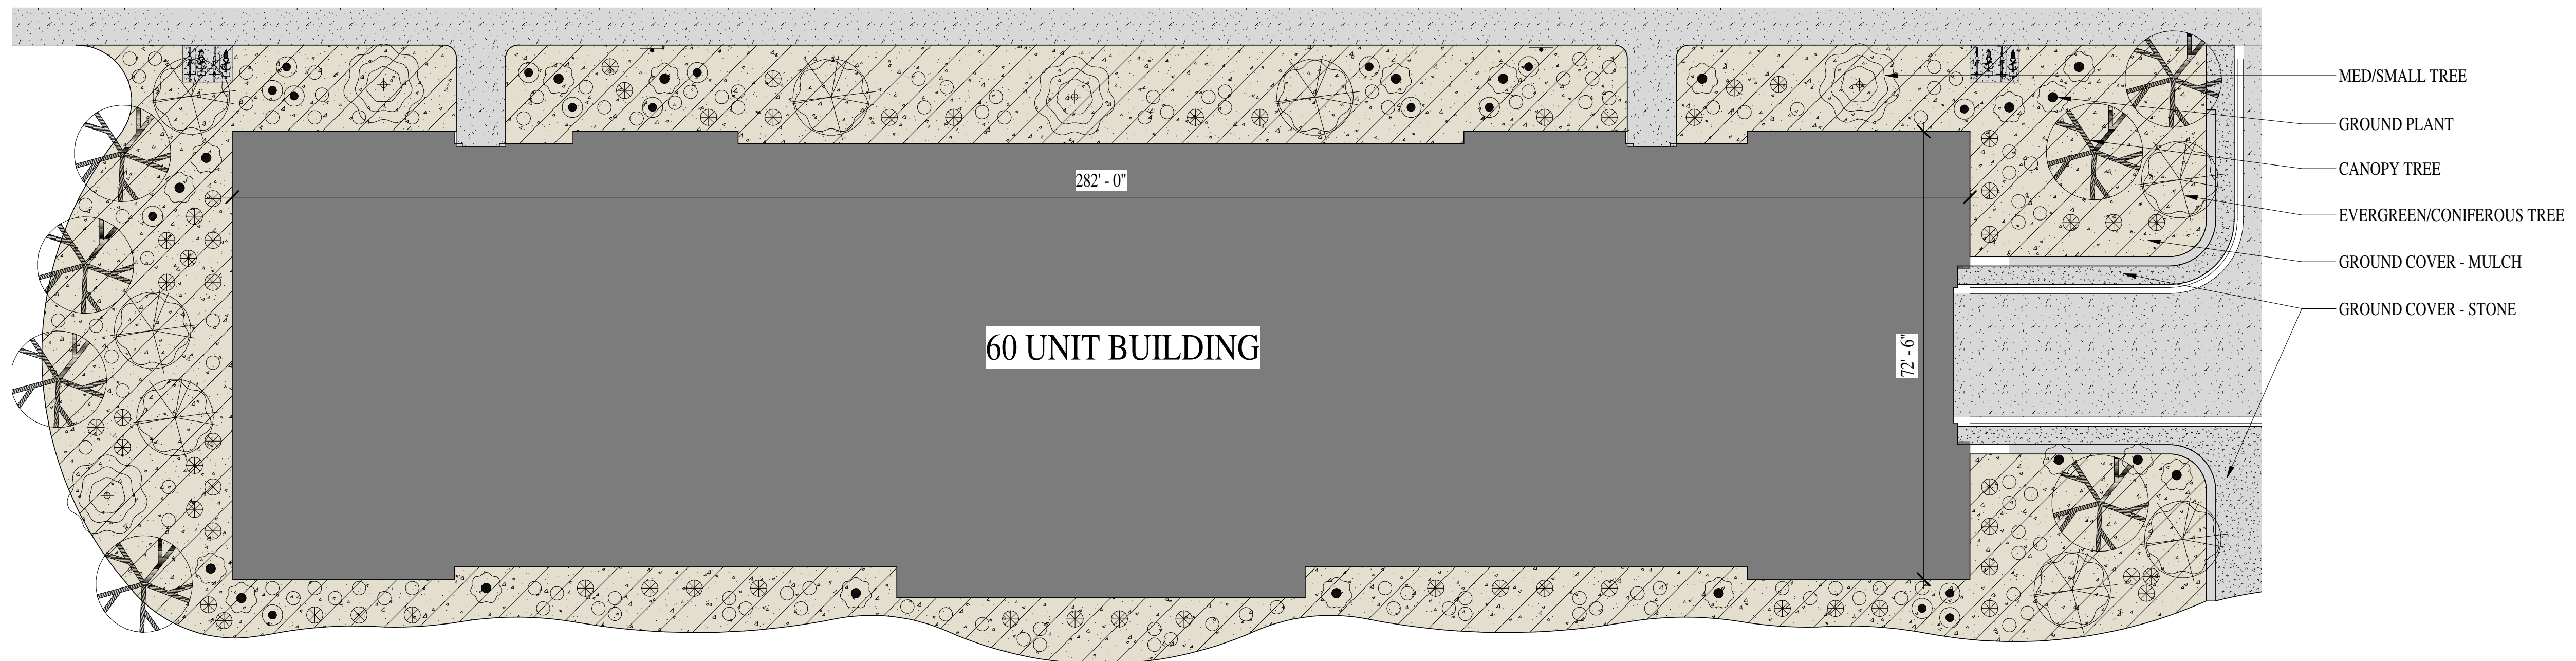 MED/SMALL TREE
GROUND PLANT
CANOPY TREE
282' - 0"
EVERGREEN/CONIFEROUS TREE
GROUND COVER - MULCH
GROUND COVER - STONE
60 UNIT BUILDING
72' - 6"